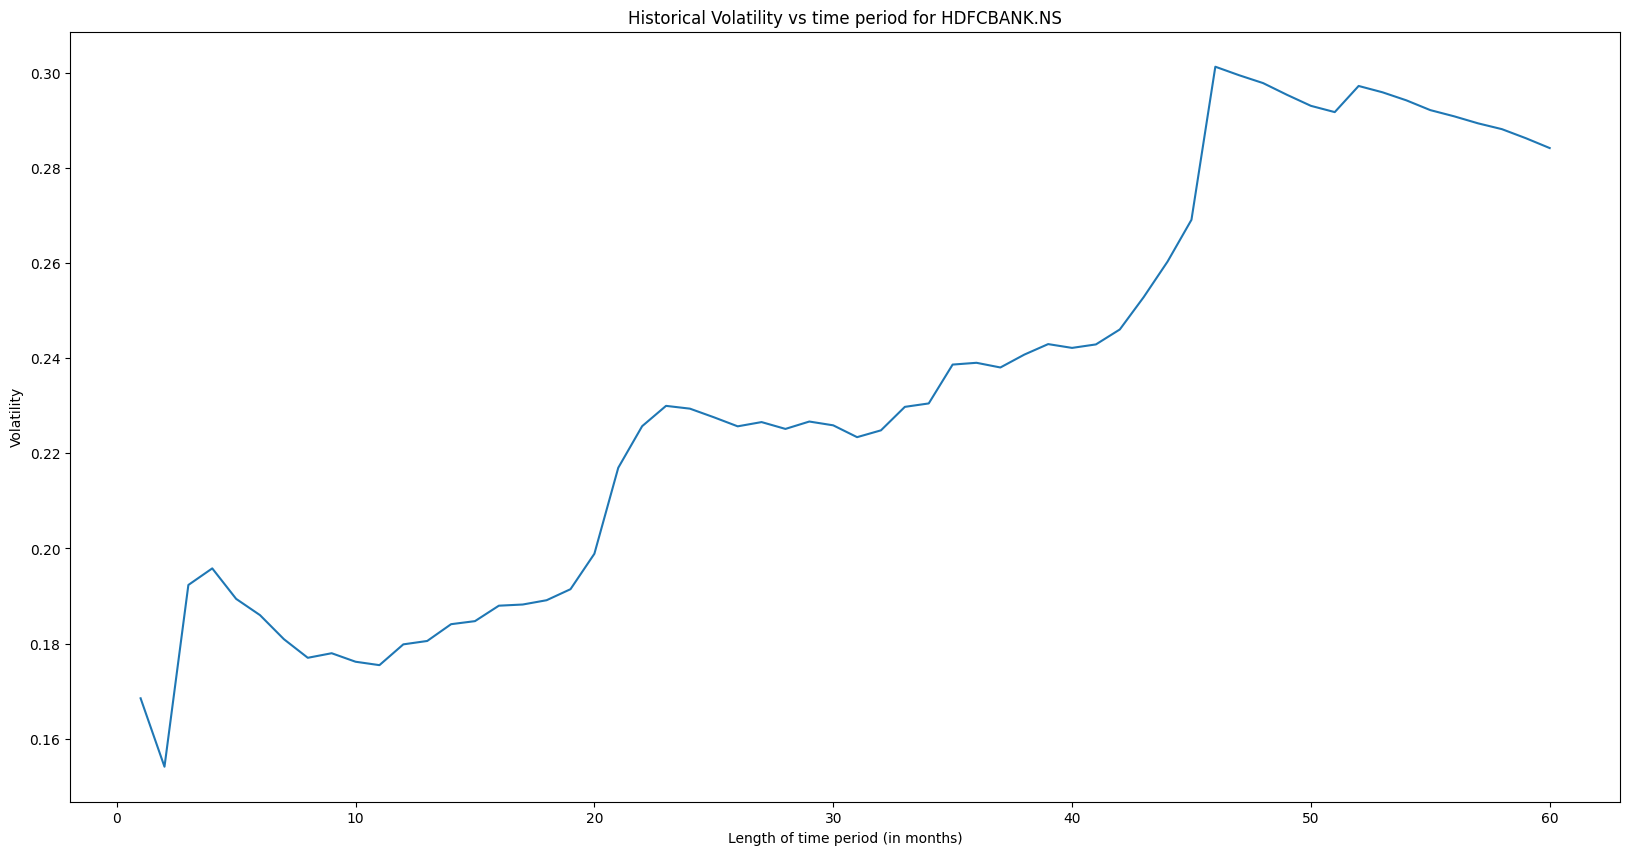 Historical Volatility vs time period for HDFCBANK.NS
0.30
0.28
0.26
0.24
0.22
0.20
0.18
0.16
Volatility
0 10 20 30 40 50 60
Length of time period (in months)